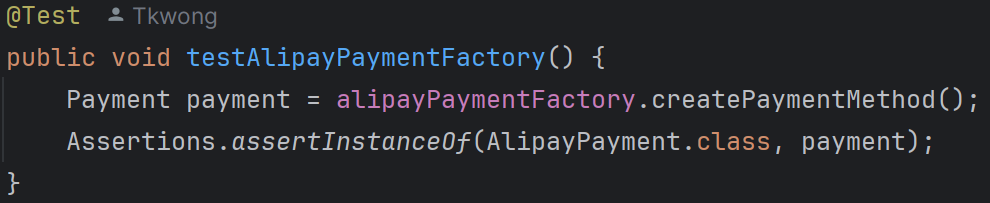 @Test Tkwong
public void testAlipayPaymentFactory() {
    Payment payment = alipayPaymentFactory.createPaymentMethod();
    Assertions.assertInstanceOf(AlipayPayment.class, payment);
}